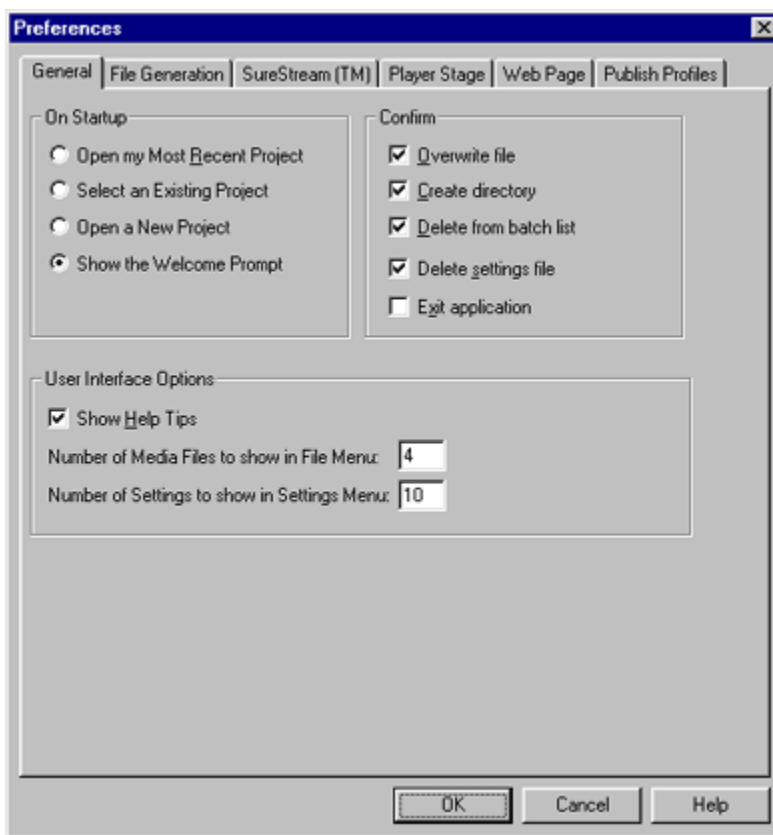 Preferences
General File Generation SureStream (TM) Player Stage Web Page Publish Profiles
On Startup
Open my Most Recent Project
Select an Existing Project
Open a New Project
Show the Welcome Prompt
Confirm
Overwrite file
Create directory
Delete from batch list
Delete settings file
Exit application
User Interface Options
Show Help Tips
Number of Media Files to show in File Menu: 4
Number of Settings to show in Settings Menu: 10
OK Cancel Help